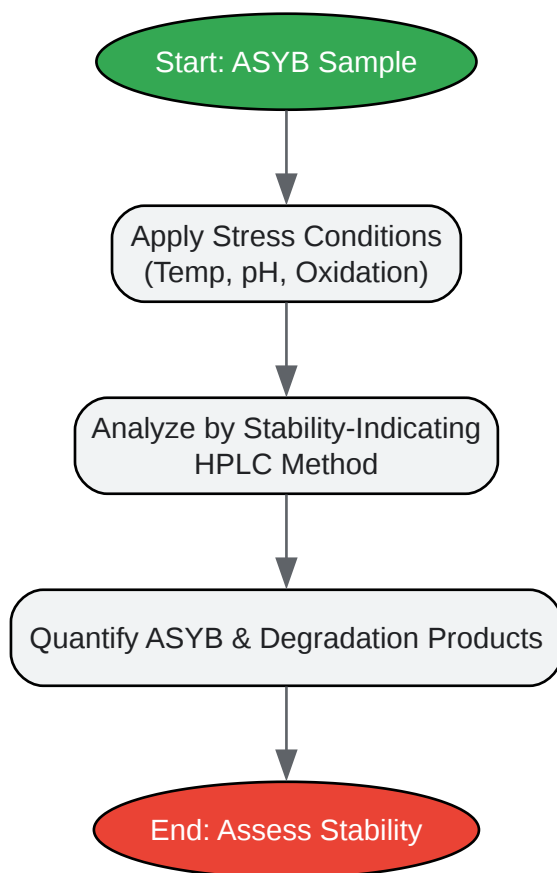 Start: ASYB Sample
Apply Stress Conditions
(Temp, pH, Oxidation)
Analyze by Stability-Indicating
HPLC Method
Quantify ASYB & Degradation Products
End: Assess Stability